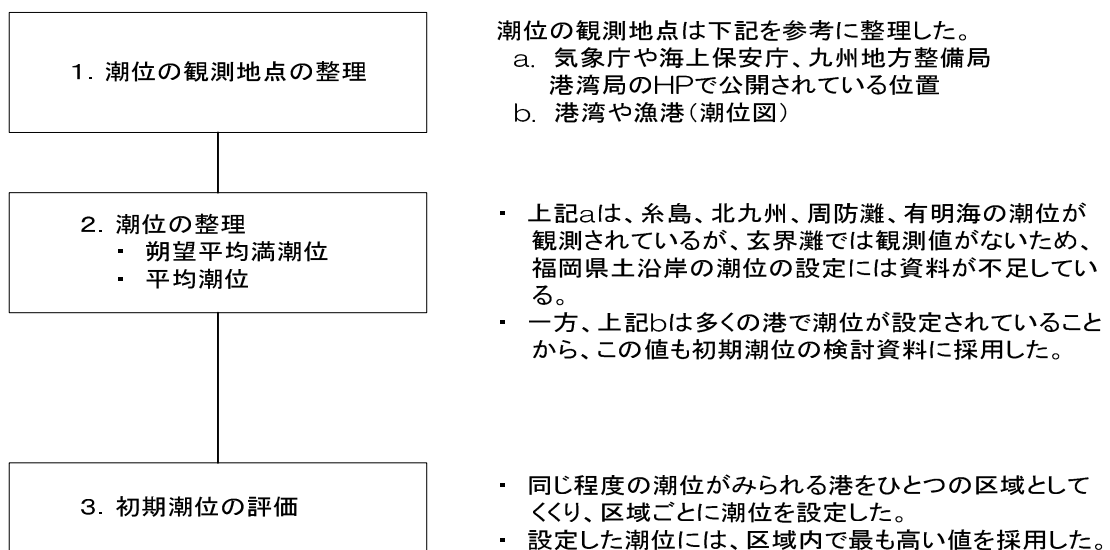 1. 潮位の観測地点の整理
潮位の観測地点は下記を参考に整理した。
a. 気象庁や海上保安庁、九州地方整備局
港湾局のHPで公開されている位置
b. 港湾や漁港(潮位図)
2. 潮位の整理
・ 朔望平均満潮位
・ 平均潮位
・ 上記aは、糸島、北九州、周防灘、有明海の潮位が
観測されているが、玄界灘では観測値がないため、
福岡県土沿岸の潮位の設定には資料が不足してい
る。
・ 一方、上記bは多くの港で潮位が設定されていること
から、この値も初期潮位の検討資料に採用した。
3. 初期潮位の評価
・ 同じ程度の潮位がみられる港をひとつの区域として
くくり、区域ごとに潮位を設定した。
・ 設定した潮位には、区域内で最も高い値を採用した。